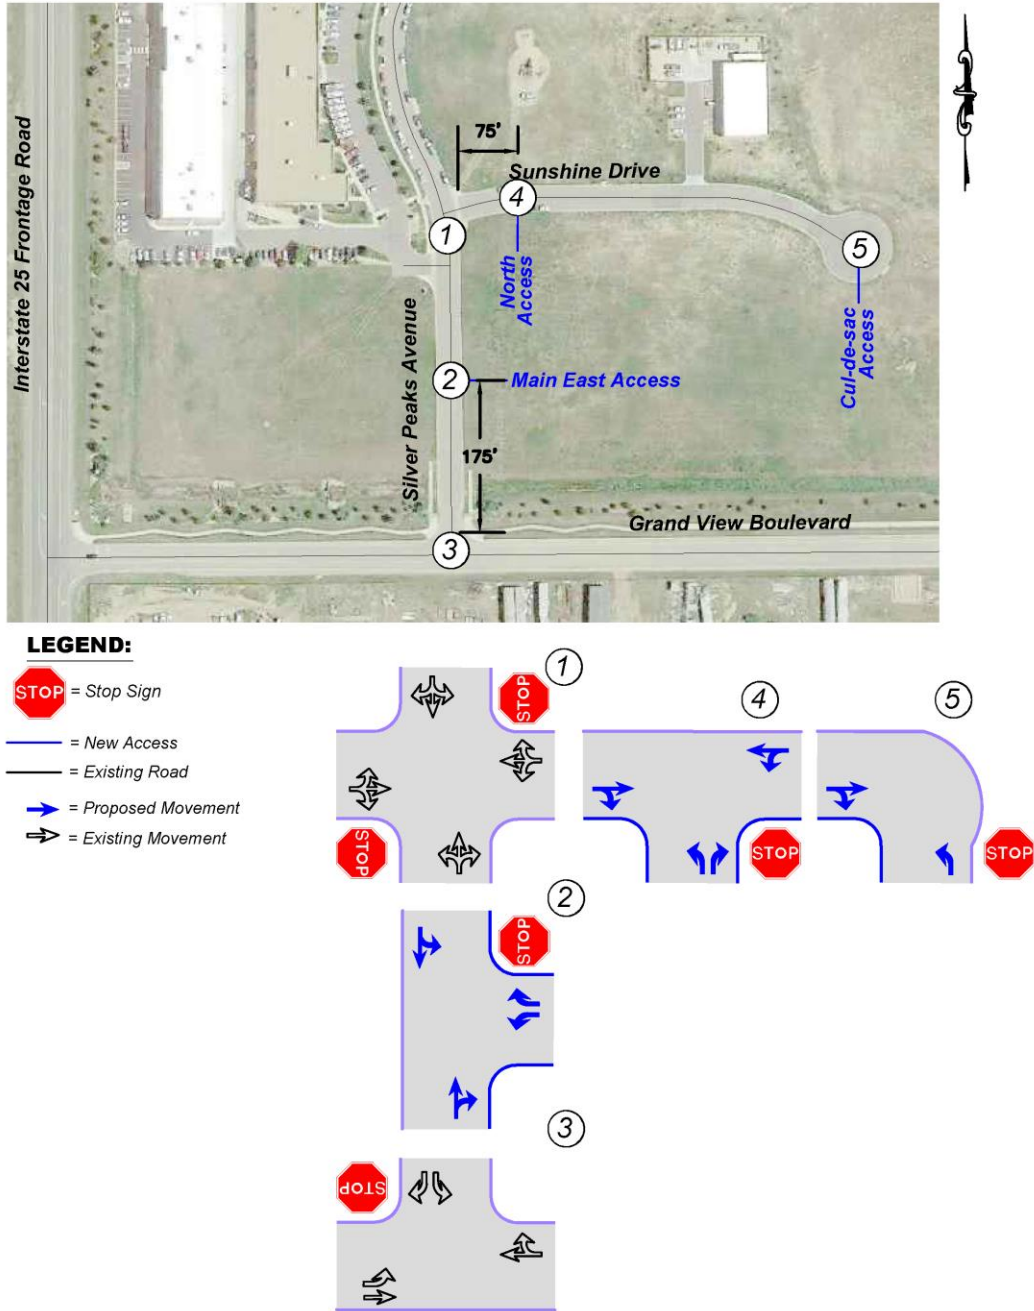 75'
Sunshine Drive
4
1
5
North
Access
Cul-de-sac
Access
Interstate 25 Frontage Road
Silver Peaks Avenue
2
Main East Access
175'
Grand View Boulevard
3
LEGEND:
STOP = Stop Sign
= New Access
= Existing Road
= Proposed Movement
= Existing Movement
1
STOP
STOP
4
STOP
5
STOP
2
STOP
3
STOP